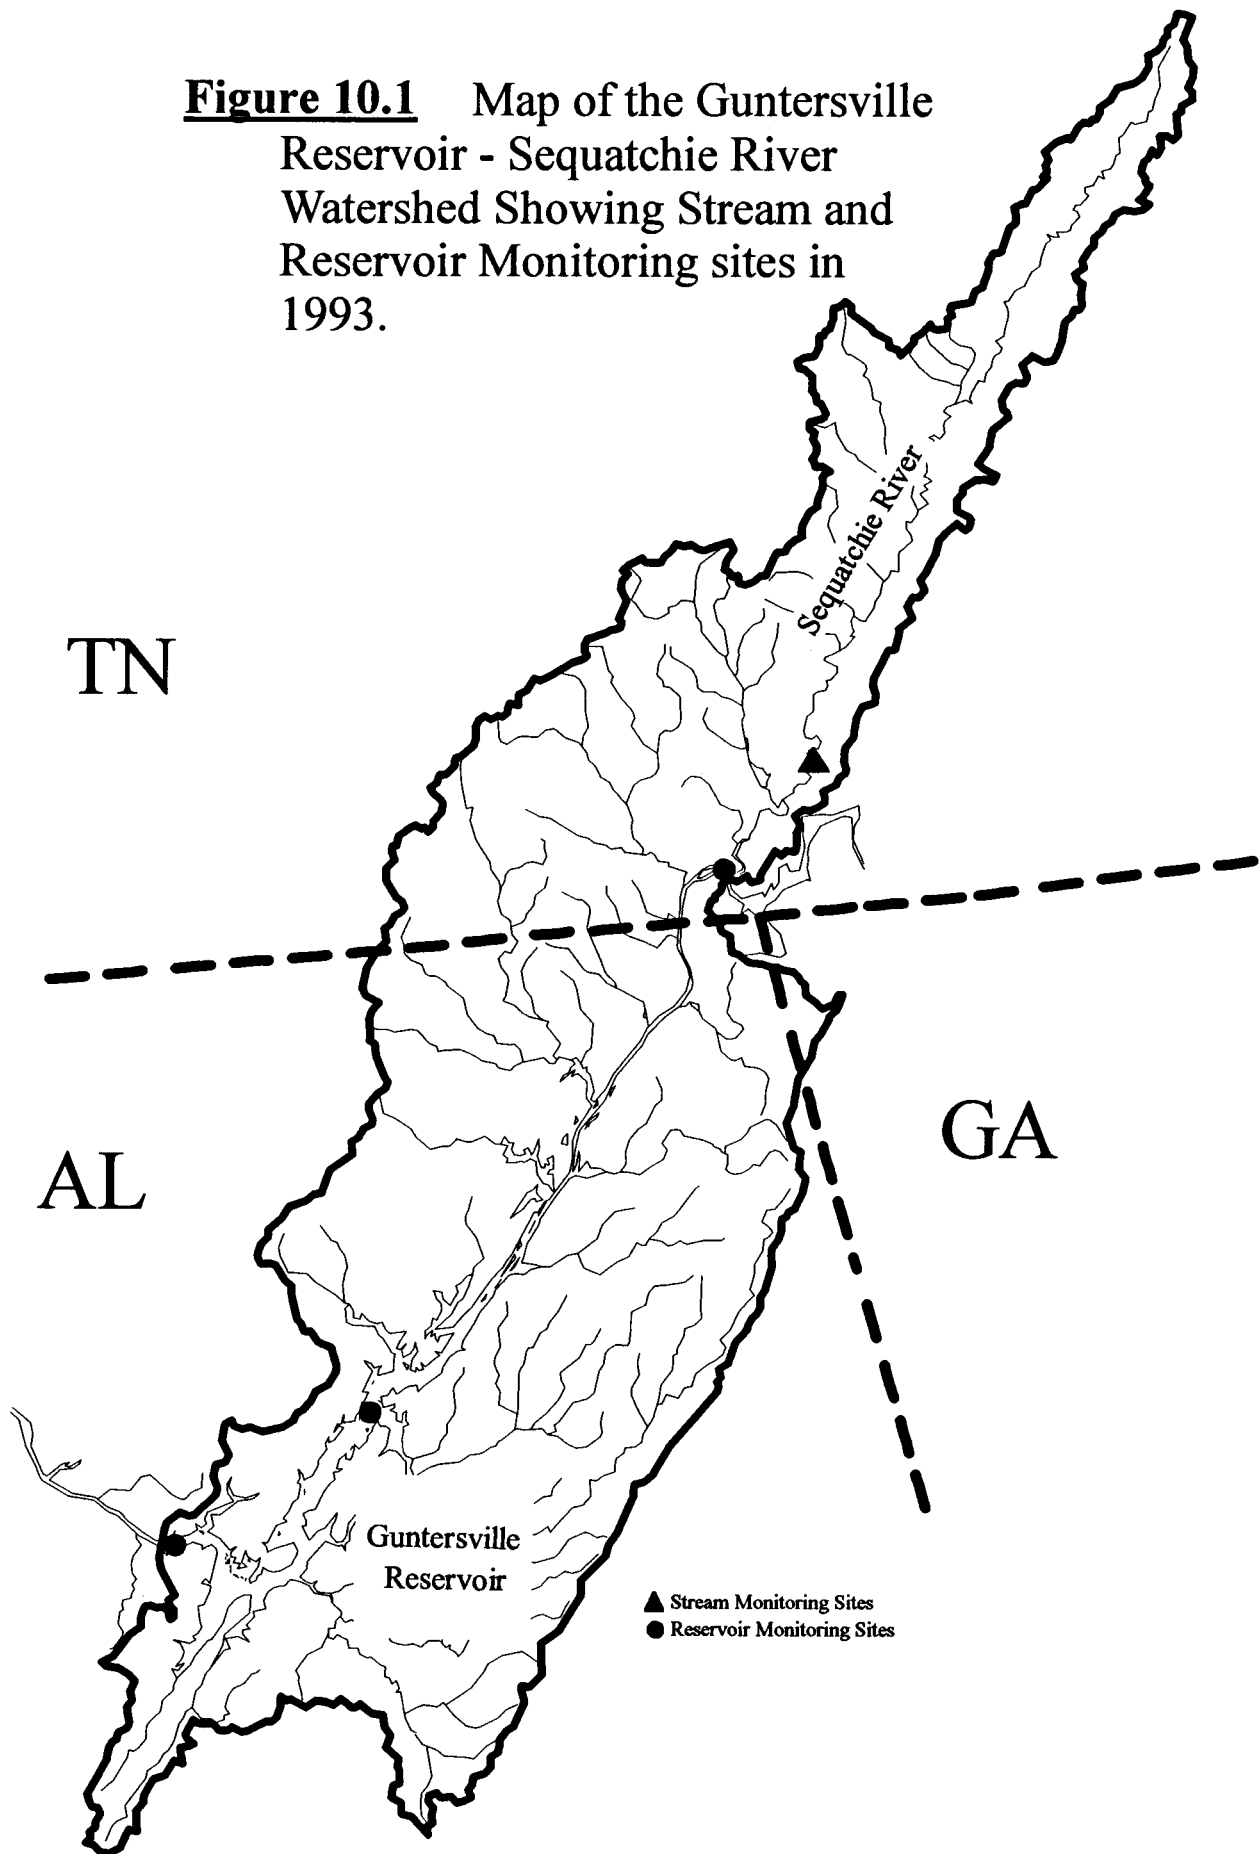 Figure 10.1 Map of the Guntersville
Reservoir - Sequatchie River
Watershed Showing Stream and
Reservoir Monitoring sites in
1993.
Sequatchie River
TN
GA
AL
Guntersville
Reservoir
Stream Monitoring Sites
Reservoir Monitoring Sites